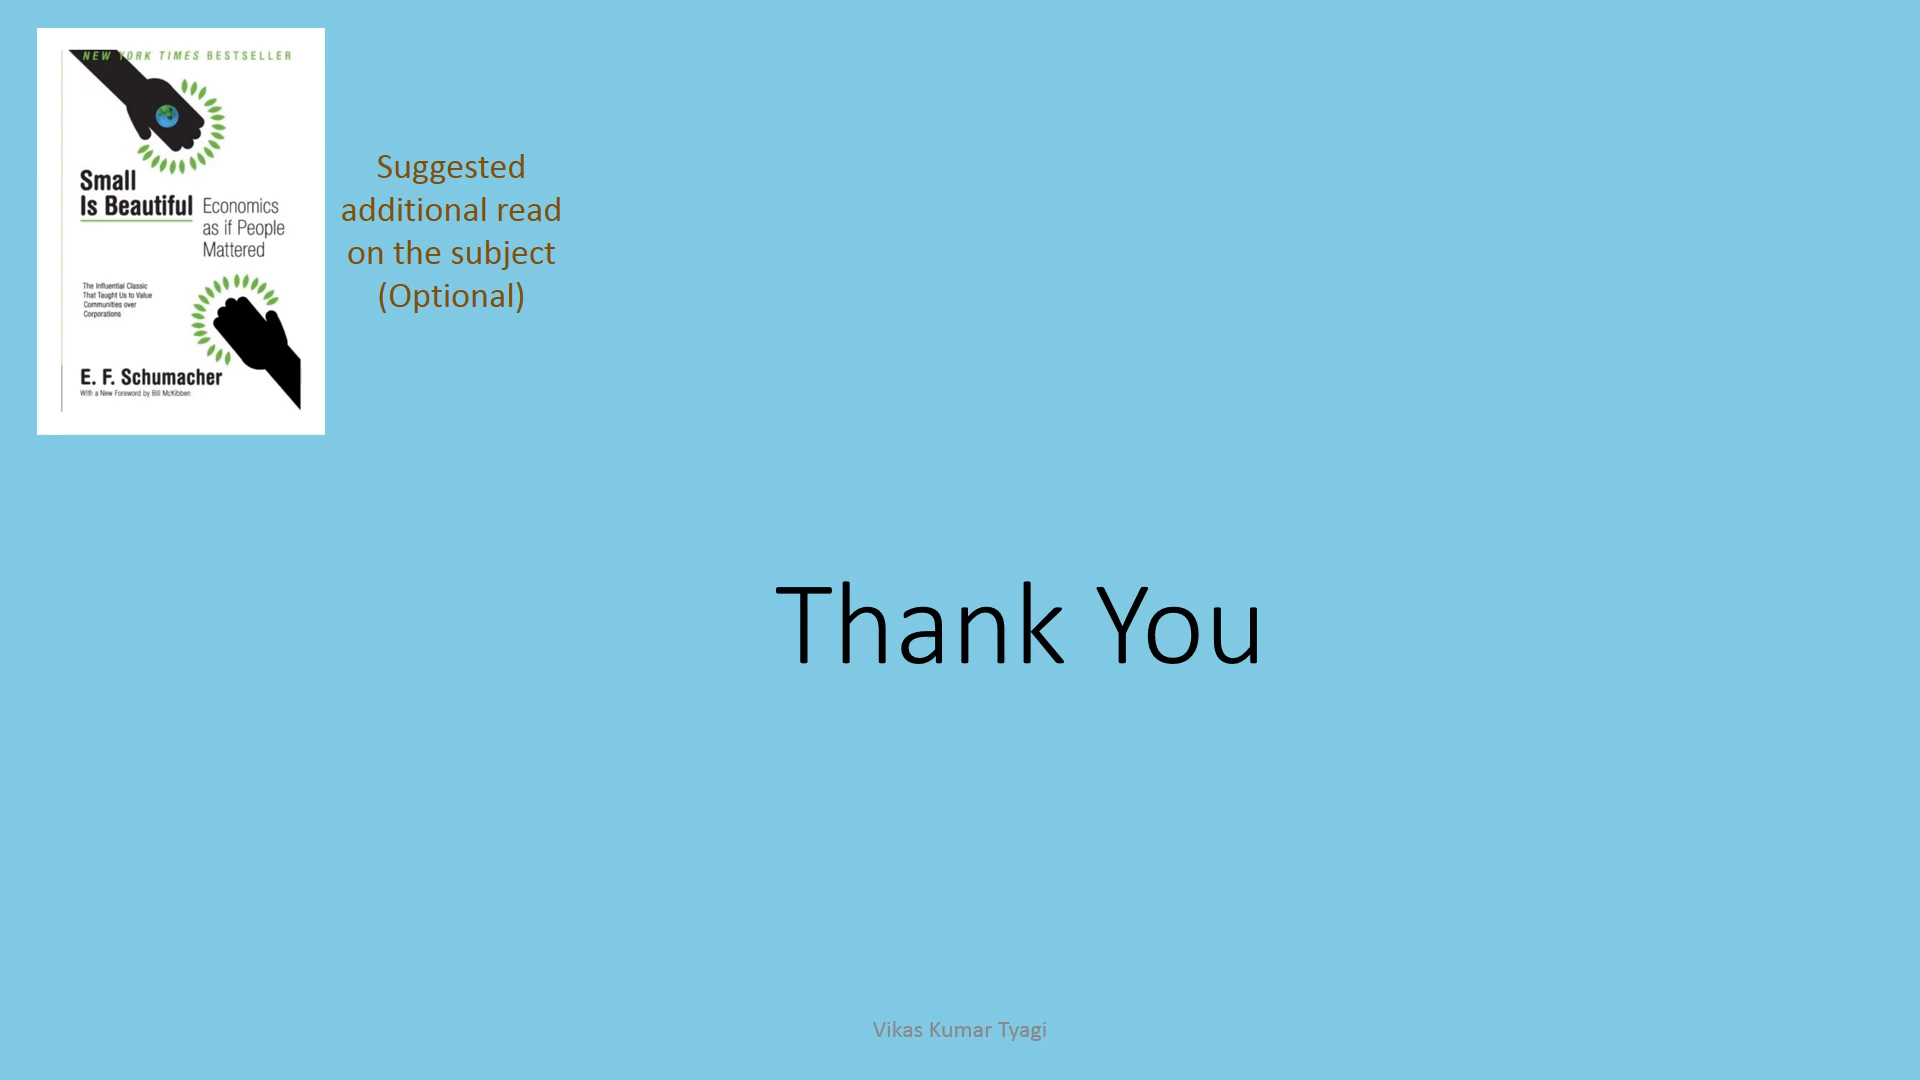 NEW YORK TIMES BESTSELLER
Small
Is Beautiful
Economics
as if People
Mattered
The Influential Classic
That Taught Us to Value
Communities over
Corporations
E. F. Schumacher
With a New Foreword by Bill McKibben
Suggested
additional read
on the subject
(Optional)
Thank You
Vikas Kumar Tyagi